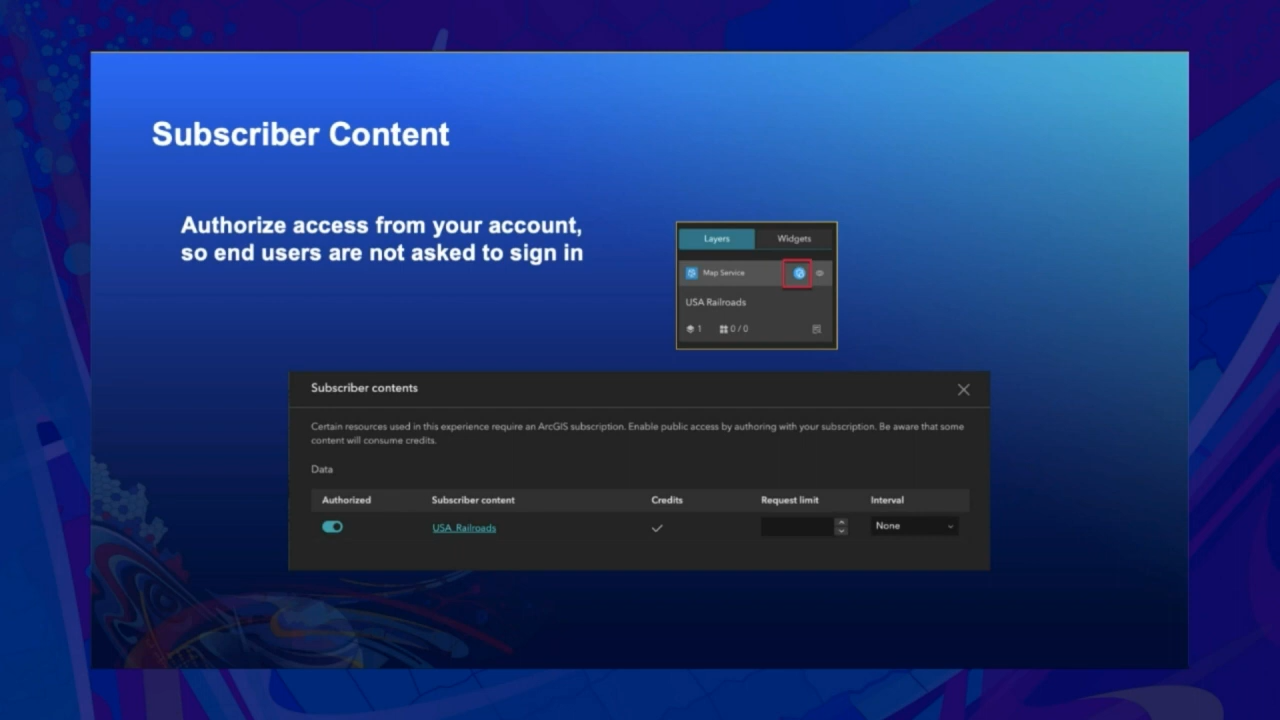 Subscriber Content
Authorize access from your account,
so end users are not asked to sign in
Layers Widgets
Map Service
USA Railroads
1 0 / 0
Subscriber contents
Certain resources used in this experience require an ArcGIS subscription. Enable public access by authoring with your subscription. Be aware that some
content will consume credits.
Data
Authorized Subscriber content Credits Request limit Interval
USA_Railroads None